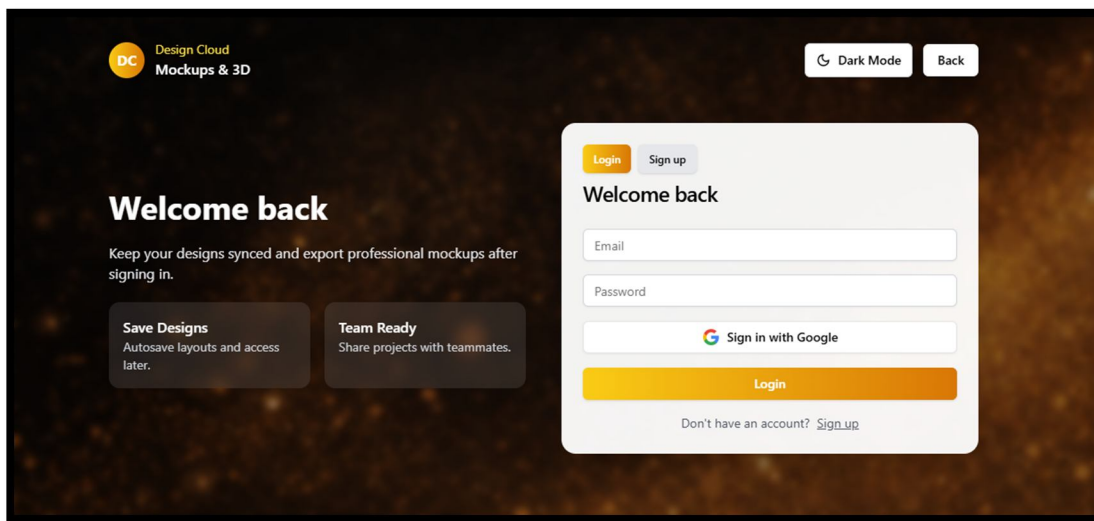 DC
Design Cloud
Mockups & 3D
Dark Mode
Back
Welcome back
Keep your designs synced and export professional mockups after
signing in.
Save Designs
Autosave layouts and access
later.
Team Ready
Share projects with teammates.
Login
Sign up
Welcome back
Email
Password
Sign in with Google
Login
Don't have an account? Sign up